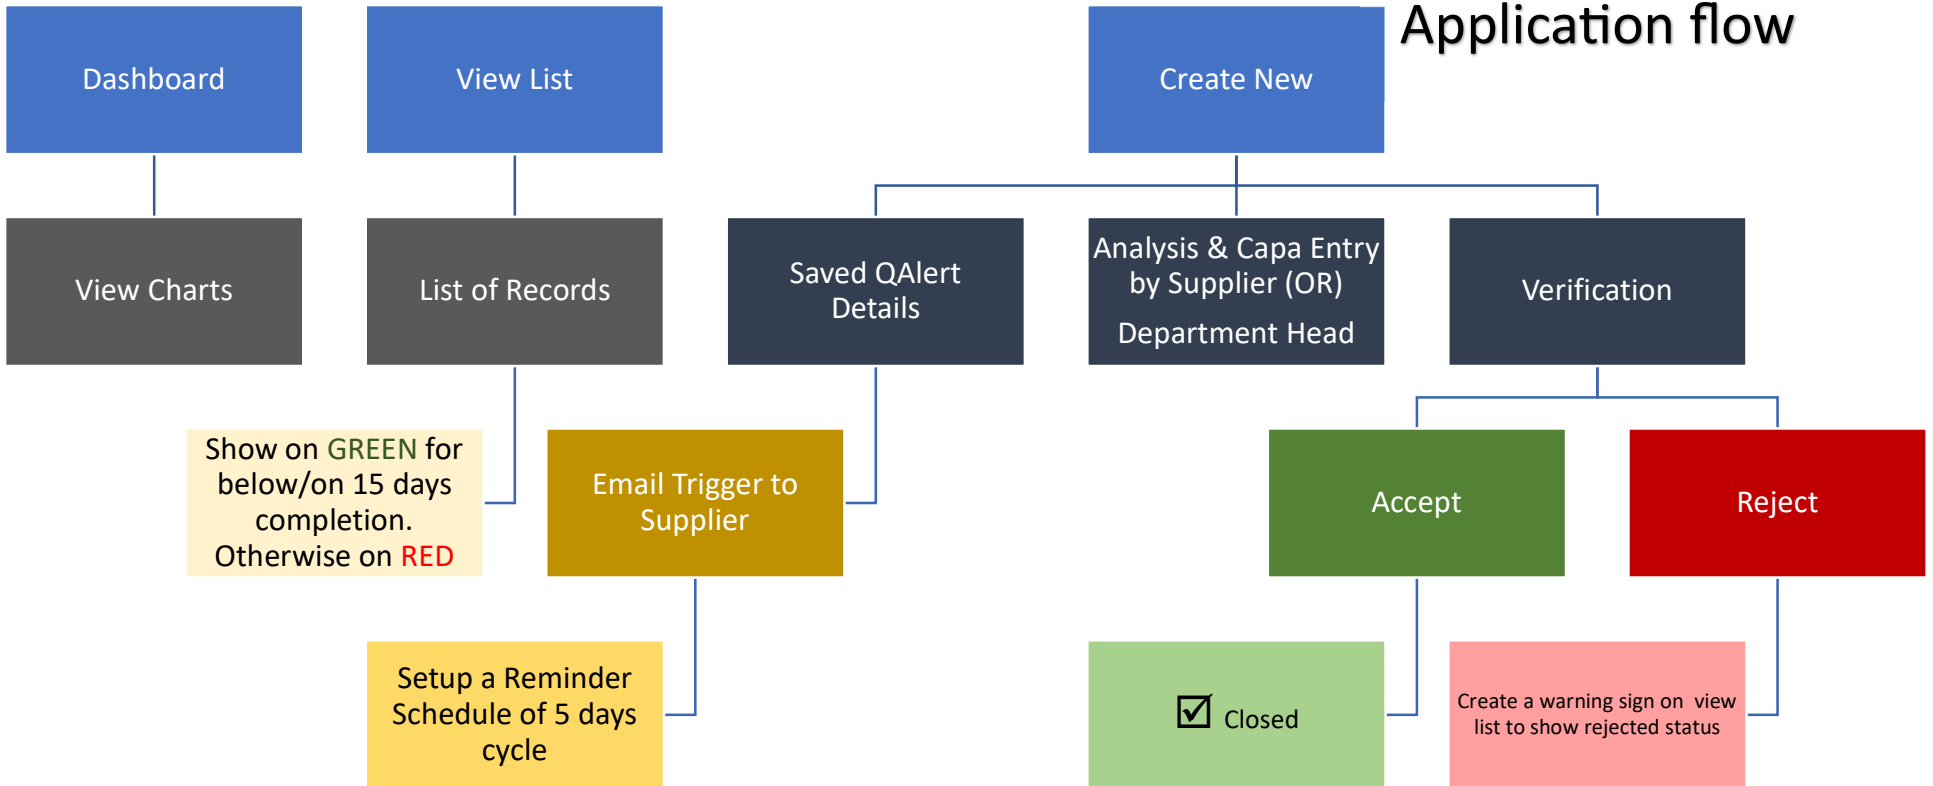 Application flow
Dashboard
View List
Create New
View Charts
List of Records
Saved QAlert
Details
Analysis & Capa Entry
by Supplier (OR)
Department Head
Verification
Show on GREEN for
below/on 15 days
completion.
Otherwise on RED
Email Trigger to
Supplier
Accept
Reject
Setup a Reminder
Schedule of 5 days
cycle
☑ Closed
Create a warning sign on view
list to show rejected status